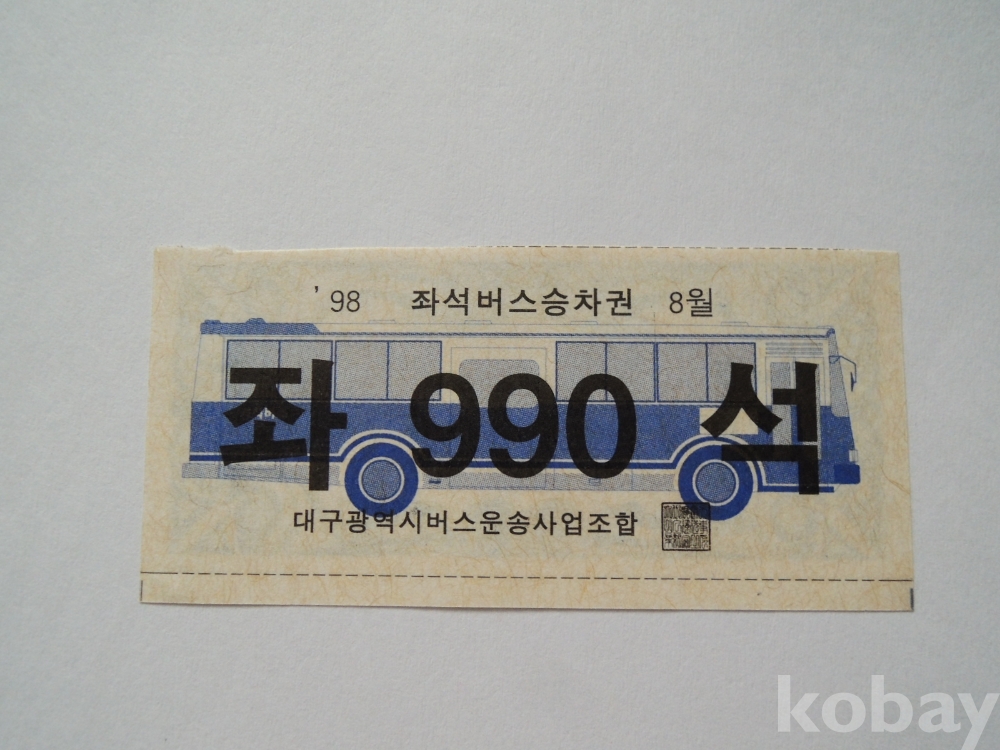 '98 좌석버스승차권 8월
좌 990 석
대구광역시버스운송사업조합
kobay